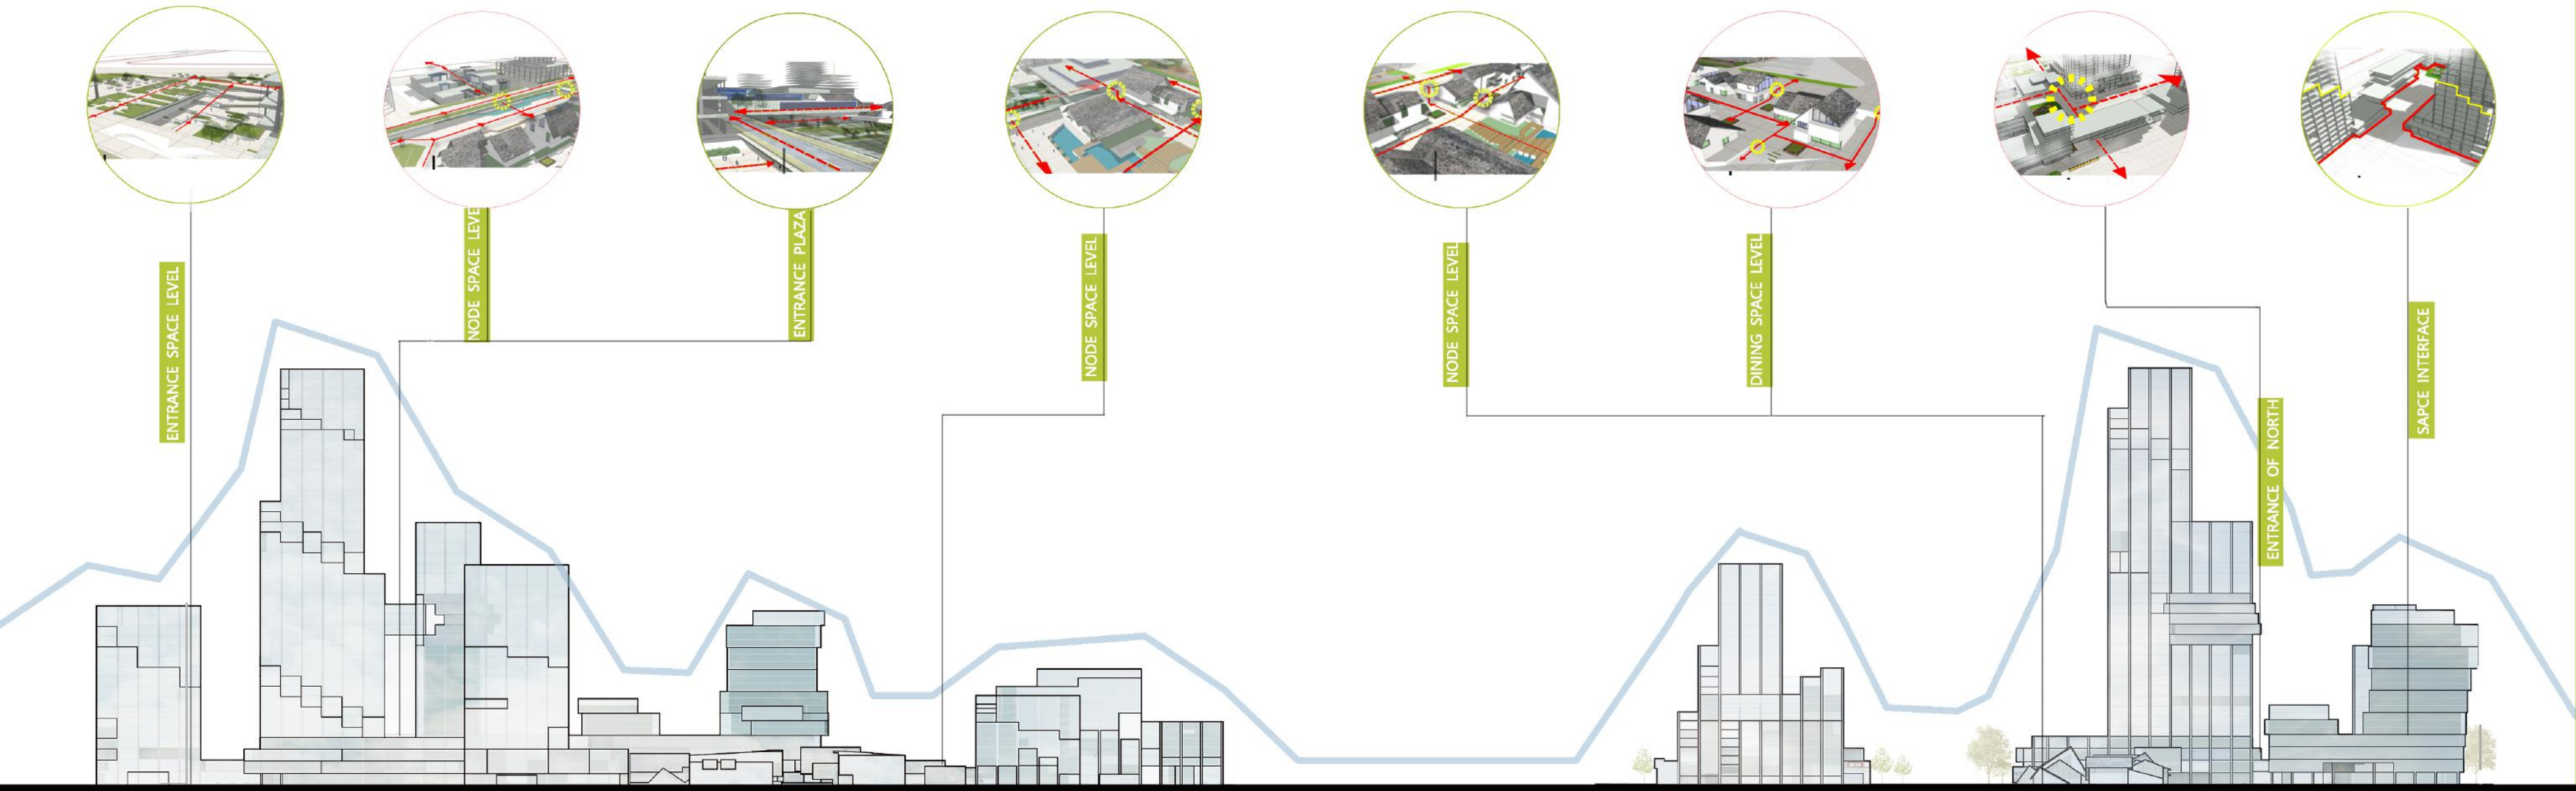 ENTRANCE SPACE LEVEL
NODE SPACE LEVE
ENTRANCE PLAZA
NODE SPACE LEVEL
NODE SPACE LEVEL
DINING SPACE LEVEL
ENTRANCE OF NORTH
SAPCE INTERFACE